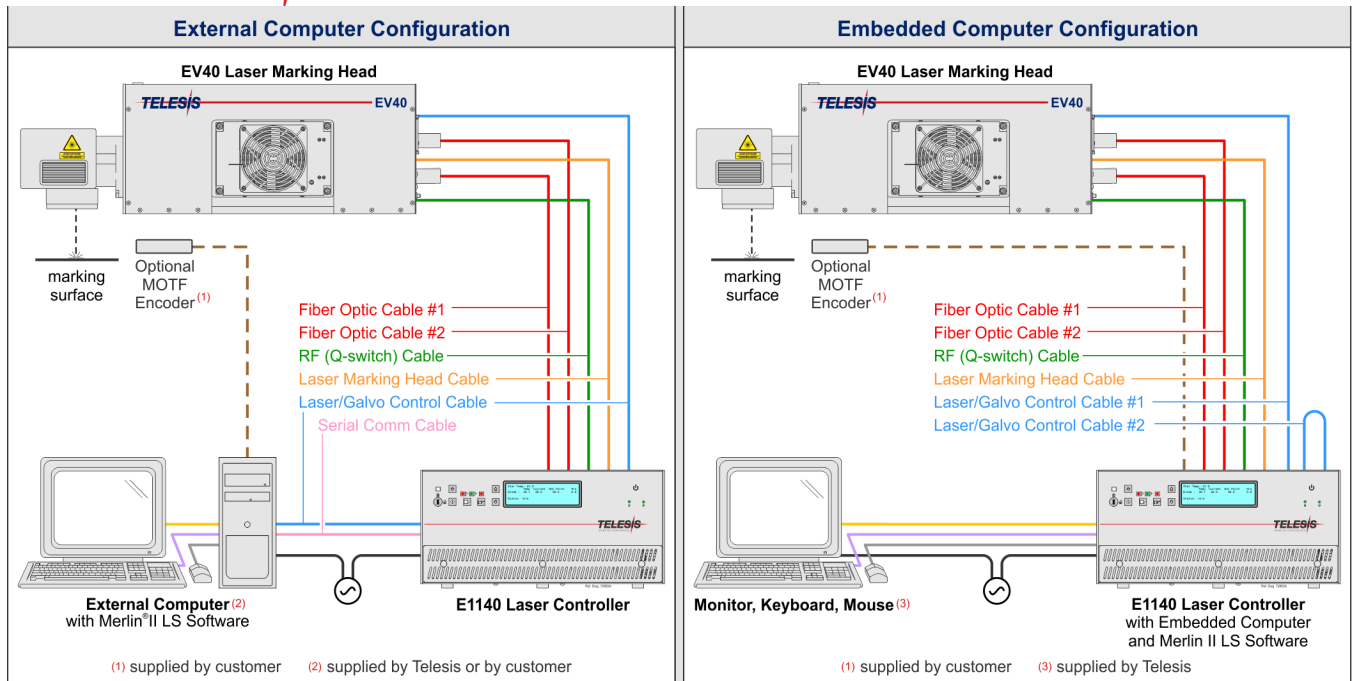 External Computer Configuration
EV40 Laser Marking Head
TELESIS
EV40
marking
surface
Optional
MOTF
Encoder (1)
Fiber Optic Cable #1
Fiber Optic Cable #2
RF (Q-switch) Cable
Laser Marking Head Cable
Laser/Galvo Control Cable
Serial Comm Cable
TELESIS
External Computer (2)
with Merlin®II LS Software
E1140 Laser Controller
(1) supplied by customer (2) supplied by Telesis or by customer
Embedded Computer Configuration
EV40 Laser Marking Head
TELESIS
EV40
marking
surface
Optional
MOTF
Encoder (1)
Fiber Optic Cable #1
Fiber Optic Cable #2
RF (Q-switch) Cable
Laser Marking Head Cable
Laser/Galvo Control Cable #1
Laser/Galvo Control Cable #2
TELESIS
Monitor, Keyboard, Mouse (3)
E1140 Laser Controller
with Embedded Computer
and Merlin II LS Software
(1) supplied by customer (3) supplied by Telesis